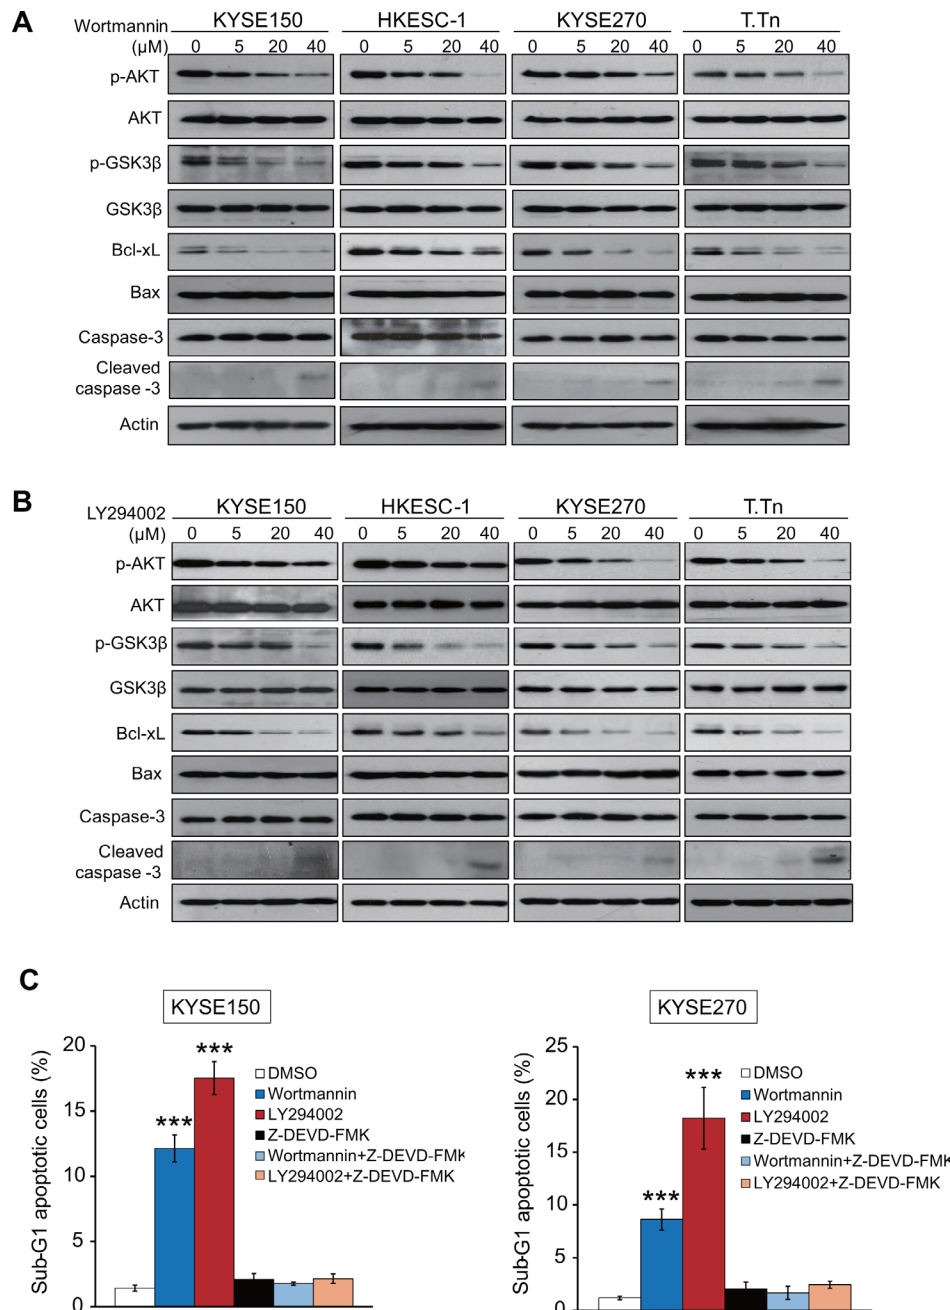 A
Wortmannin
(μM)
KYSE150 HKESC-1 KYSE270 T.Tn
0 5 20 40 0 5 20 40 0 5 20 40 0 5 20 40
p-AKT
AKT
p-GSK3β
GSK3β
Bcl-xL
Bax
Caspase-3
Cleaved
caspase -3
Actin
B
LY294002
(μM)
KYSE150 HKESC-1 KYSE270 T.Tn
0 5 20 40 0 5 20 40 0 5 20 40 0 5 20 40
p-AKT
AKT
p-GSK3β
GSK3β
Bcl-xL
Bax
Caspase-3
Cleaved
caspase -3
Actin
C
KYSE150
Sub-G1 apoptotic cells (%)
20
15
10
5
0
***
***
DMSO
Wortmannin
LY294002
Z-DEVD-FMK
Wortmannin+Z-DEVD-FMK
LY294002+Z-DEVD-FMK
KYSE270
Sub-G1 apoptotic cells (%)
25
20
15
10
5
0
***
***
DMSO
Wortmannin
LY294002
Z-DEVD-FMK
Wortmannin+Z-DEVD-FMK
LY294002+Z-DEVD-FMK